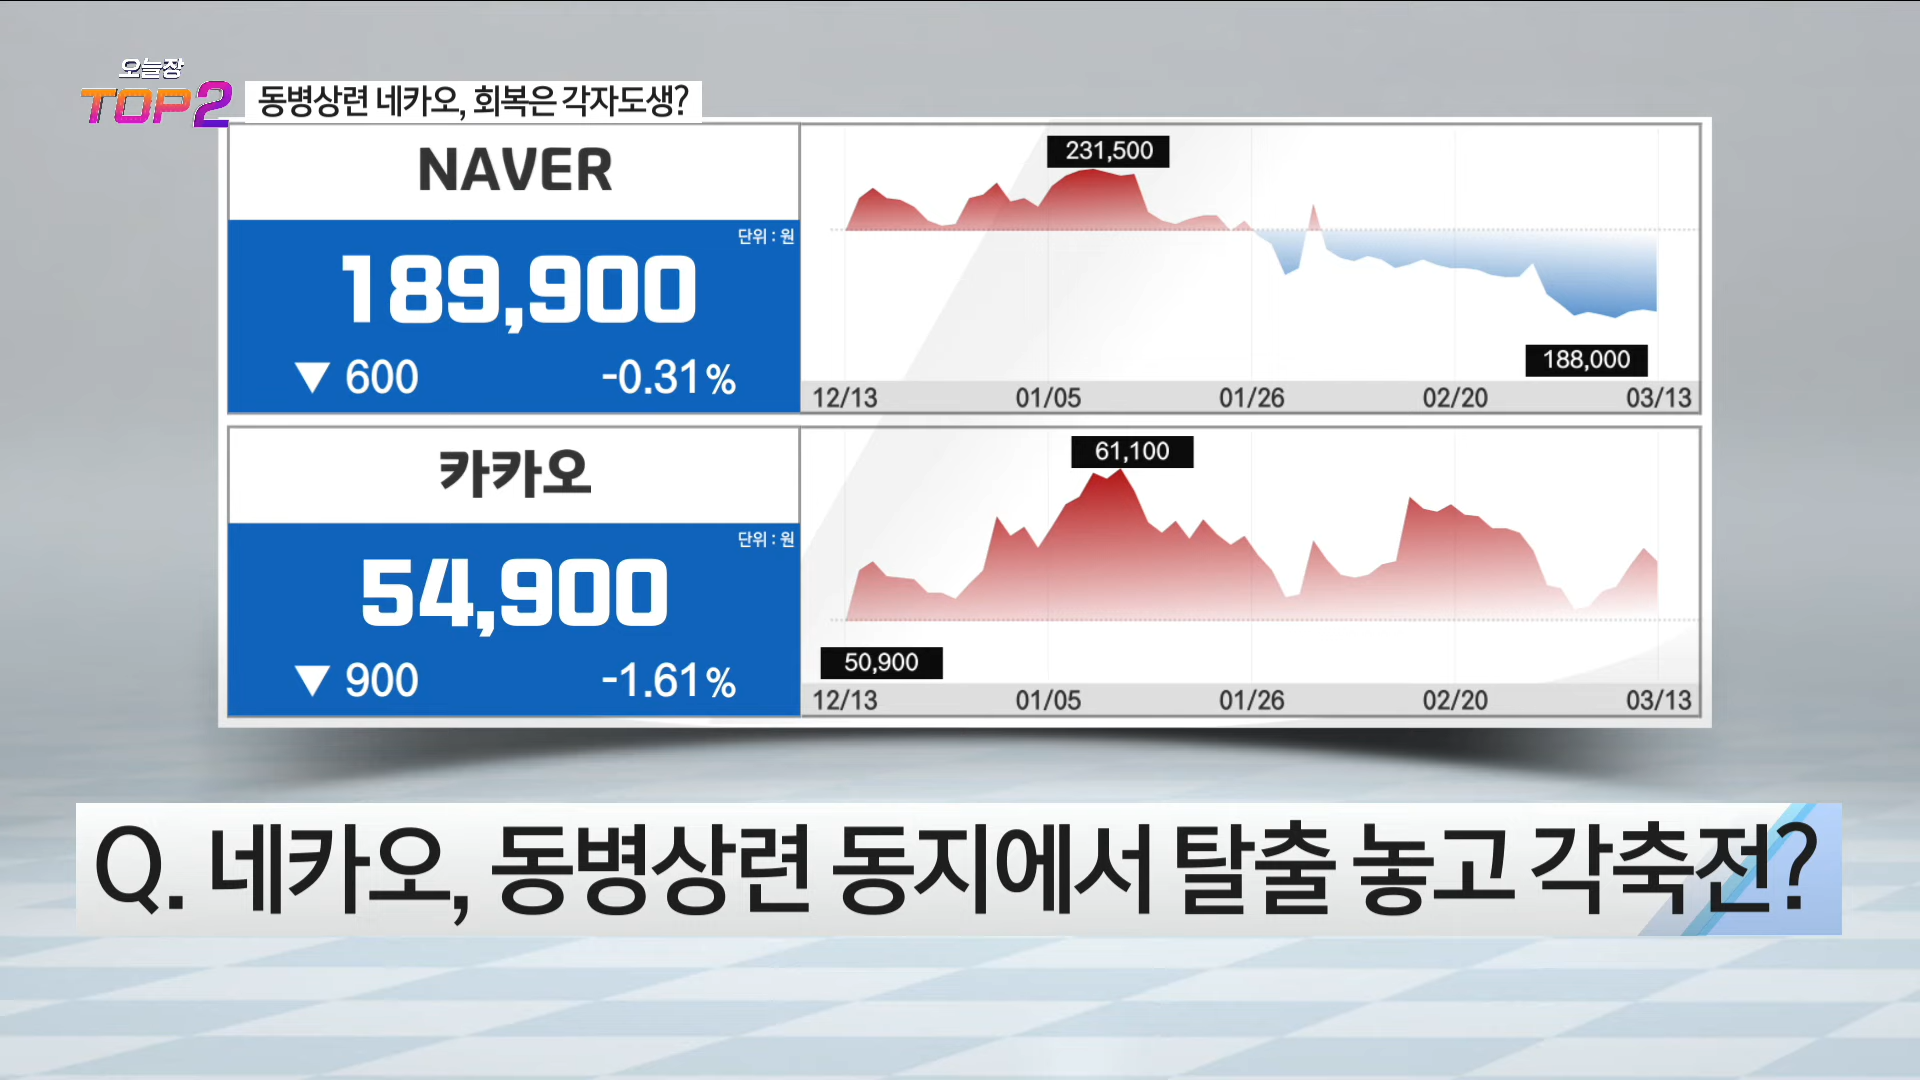 오늘장
TOP2
동병상련 네카오, 회복은 각자도생?
NAVER
단위 : 원
189,900
▼ 600 -0.31%
231,500
188,000
12/13 01/05 01/26 02/20 03/13
카카오
단위 : 원
54,900
▼ 900 -1.61%
61,100
50,900
12/13 01/05 01/26 02/20 03/13
Q. 네카오, 동병상련 동지에서 탈출 놓고 각축전?